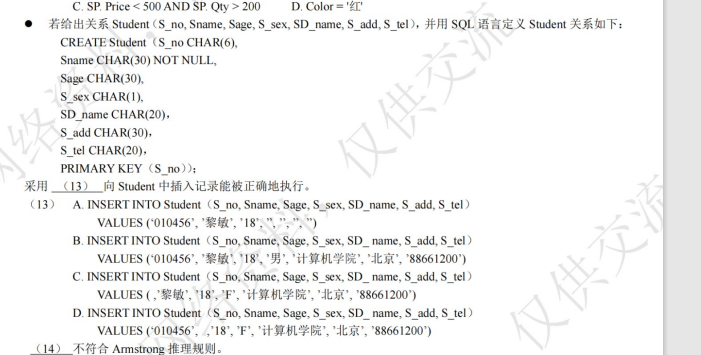 C. SP. Price < 500 AND SP. Qty > 200 D. Color = '红'
● 若给出关系 Student（S_no, Sname, Sage, S_sex, SD_name, S_add, S_tel），并用 SQL 语言定义 Student 关系如下：
CREATE Student（S_no CHAR(6),
Sname CHAR(30) NOT NULL,
Sage CHAR(30),
S_sex CHAR(1),
SD_name CHAR(20)，
S_add CHAR(30)，
S_tel CHAR(20)，
PRIMARY KEY（S_no)）；
采用 （13） 向 Student 中插入记录能被正确地执行。
（13） A. INSERT INTO Student（S_no, Sname, Sage, S_sex, SD_name, S_add, S_tel）
VALUES (‘010456’, ’黎敏’, ’18’, ’’, ’’, ’’, ’’)
B. INSERT INTO Student（S_no, Sname, Sage, S_sex, SD_ name, S_add, S_tel）
VALUES (‘010456’, ’黎敏’, ’18’, ’男’, ’计算机学院’, ’北京’, ’88661200’)
C. INSERT INTO Student（S_no, Sname, Sage, S_sex, SD_ name, S_add, S_tel）
VALUES ( ,’黎敏’, ’18’, ’F’, ’计算机学院’, ’北京’, ’88661200’)
D. INSERT INTO Student（S_no, Sname, Sage, S_sex, SD_ name, S_add, S_tel）
VALUES (‘010456’, , ,’18’, ’F’, ’计算机学院’, ’北京’, ’88661200’)
（14） 不符合 Armstrong 推理规则。
网络资料，仅供交流
仅供交流